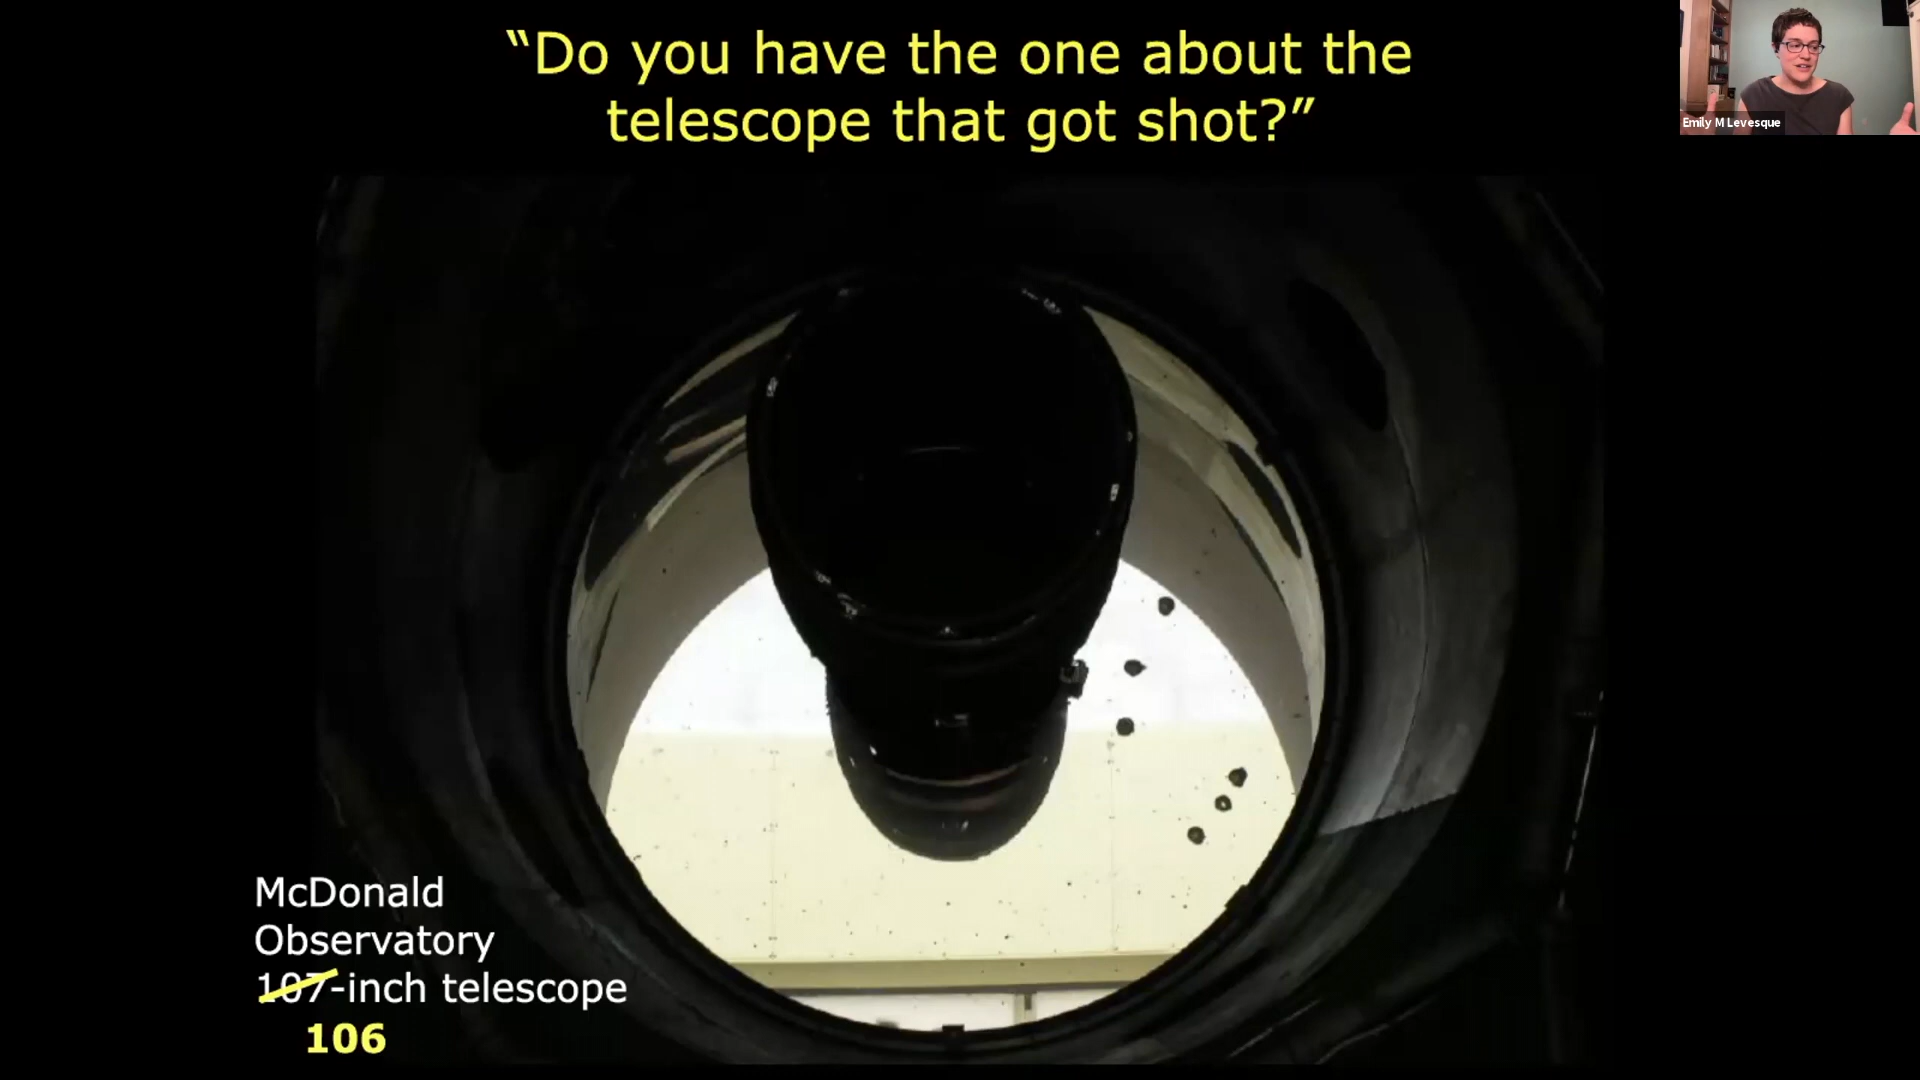 “Do you have the one about the
telescope that got shot?”
Emily M Levesque
McDonald
Observatory
107-inch telescope
106